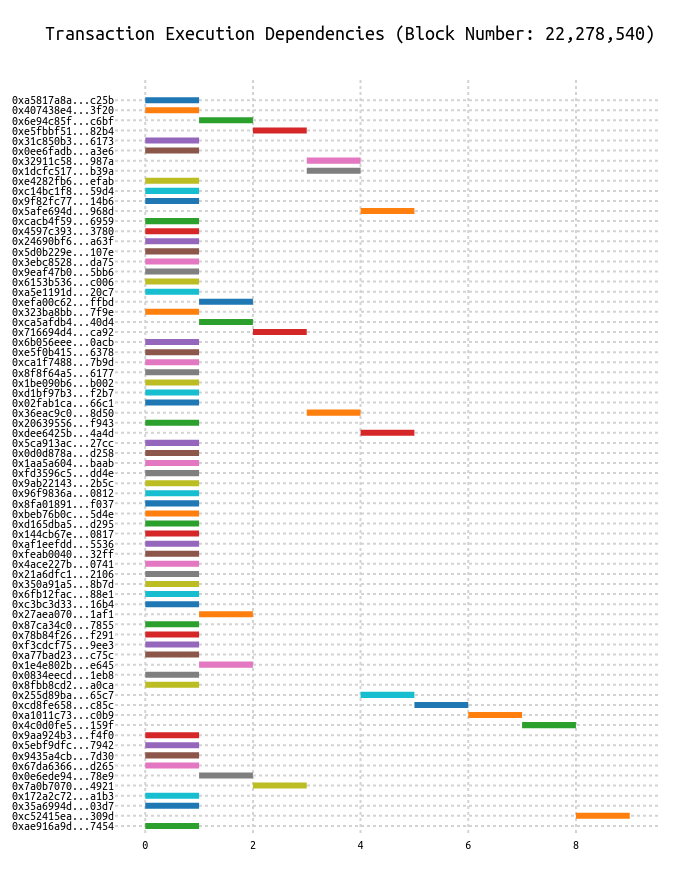 Transaction Execution Dependencies (Block Number: 22,278,540)
0xa5817a8a...c25b
0x407438e4...3f20
0x6e94c85f...c6bf
0xe5fbbf51...82b4
0x31c850b3...6173
0x0ee6fadb...a3e6
0x32911c58...987a
0x1dcfc517...b39a
0xe4282fb6...efab
0xc14bc1f8...59d4
0x9f82fc77...14b6
0x5afe694d...968d
0xcacb4f59...6959
0x4597c393...3780
0x24690bf6...a63f
0x5d0b229e...107e
0x3ebc8528...da75
0x9eaf47b0...5bb6
0x6153b536...c006
0xa5e1191d...20c7
0xefa00c62...ffbd
0x323ba8bb...7f9e
0xca5afdb4...40d4
0x716694d4...ca92
0x6b056eee...0acb
0xe5f0b415...6378
0xca1f7488...7b9d
0x8f8f64a5...6177
0x1be090b6...b002
0xd1bf97b3...f2b7
0x02fab1ca...66c1
0x36eac9c0...8d50
0x20639556...f943
0xdee6425b...4a4d
0x5ca913ac...27cc
0x0d0d878a...d258
0x1aa5a604...baab
0xfd3596c5...dd4e
0x9ab22143...2b5c
0x96f9836a...0812
0x8fa01891...f037
0xbeb76b0c...5d4e
0xd165dba5...d295
0x144cb67e...0817
0xaf1eefdd...5536
0xfeab0040...32ff
0x4ace227b...0741
0x21a6dfc1...2106
0x350a91a5...8b7d
0x6fb12fac...88e1
0xc3bc3d33...16b4
0x27aea070...1af1
0x87ca34c0...7855
0x78b84f26...f291
0xf3cdcf75...9ee3
0xa77bad23...c75c
0x1e4e802b...e645
0x0834eecd...1eb8
0x8fbb8cd2...a0ca
0x255d89ba...65c7
0xcd8fe658...c85c
0xa1011c73...c0b9
0x4c0d0fe5...159f
0x9aa924b3...f4f0
0x5ebf9dfc...7942
0x9435a4cb...7d30
0x67da6366...d265
0x0e6ede94...78e9
0x7a0b7070...4921
0x172a2c72...a1b3
0x35a6994d...03d7
0xc52415ea...309d
0xae916a9d...7454
0 2 4 6 8